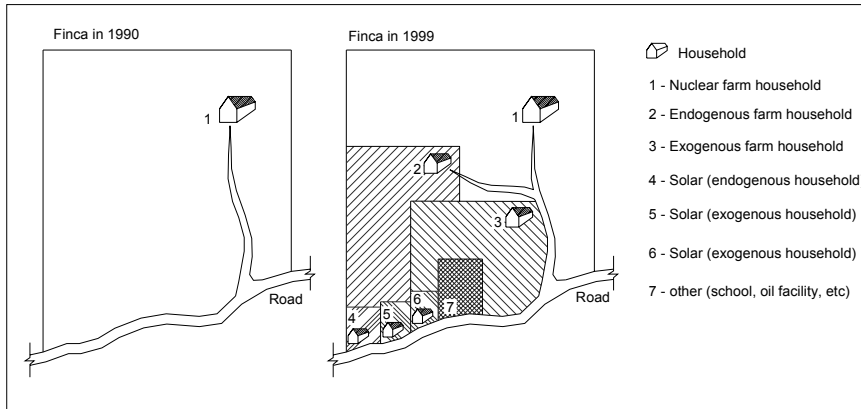 Finca in 1990
Finca in 1999
Household
1 - Nuclear farm household
2 - Endogenous farm household
3 - Exogenous farm household
4 - Solar (endogenous household
5 - Solar (exogenous household)
6 - Solar (exogenous household)
7 - other (school, oil facility, etc)
1
Road
1
2
3
4
5
6
7
Road